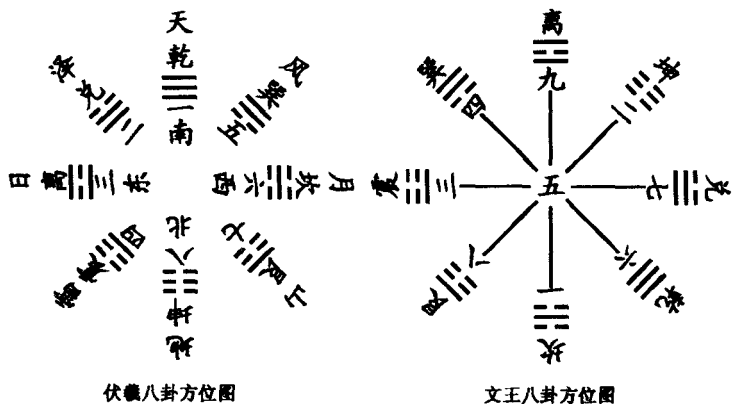 天
乾
一
南
风
巽
五
月
坎
六
西
山
艮
七
地
坤
八
北
雷
震
四
日
离
三
东
泽
兑
二
伏羲八卦方位图
离
九
坤
二
兑
七
乾
六
坎
一
艮
八
震
三
巽
四
五
文王八卦方位图